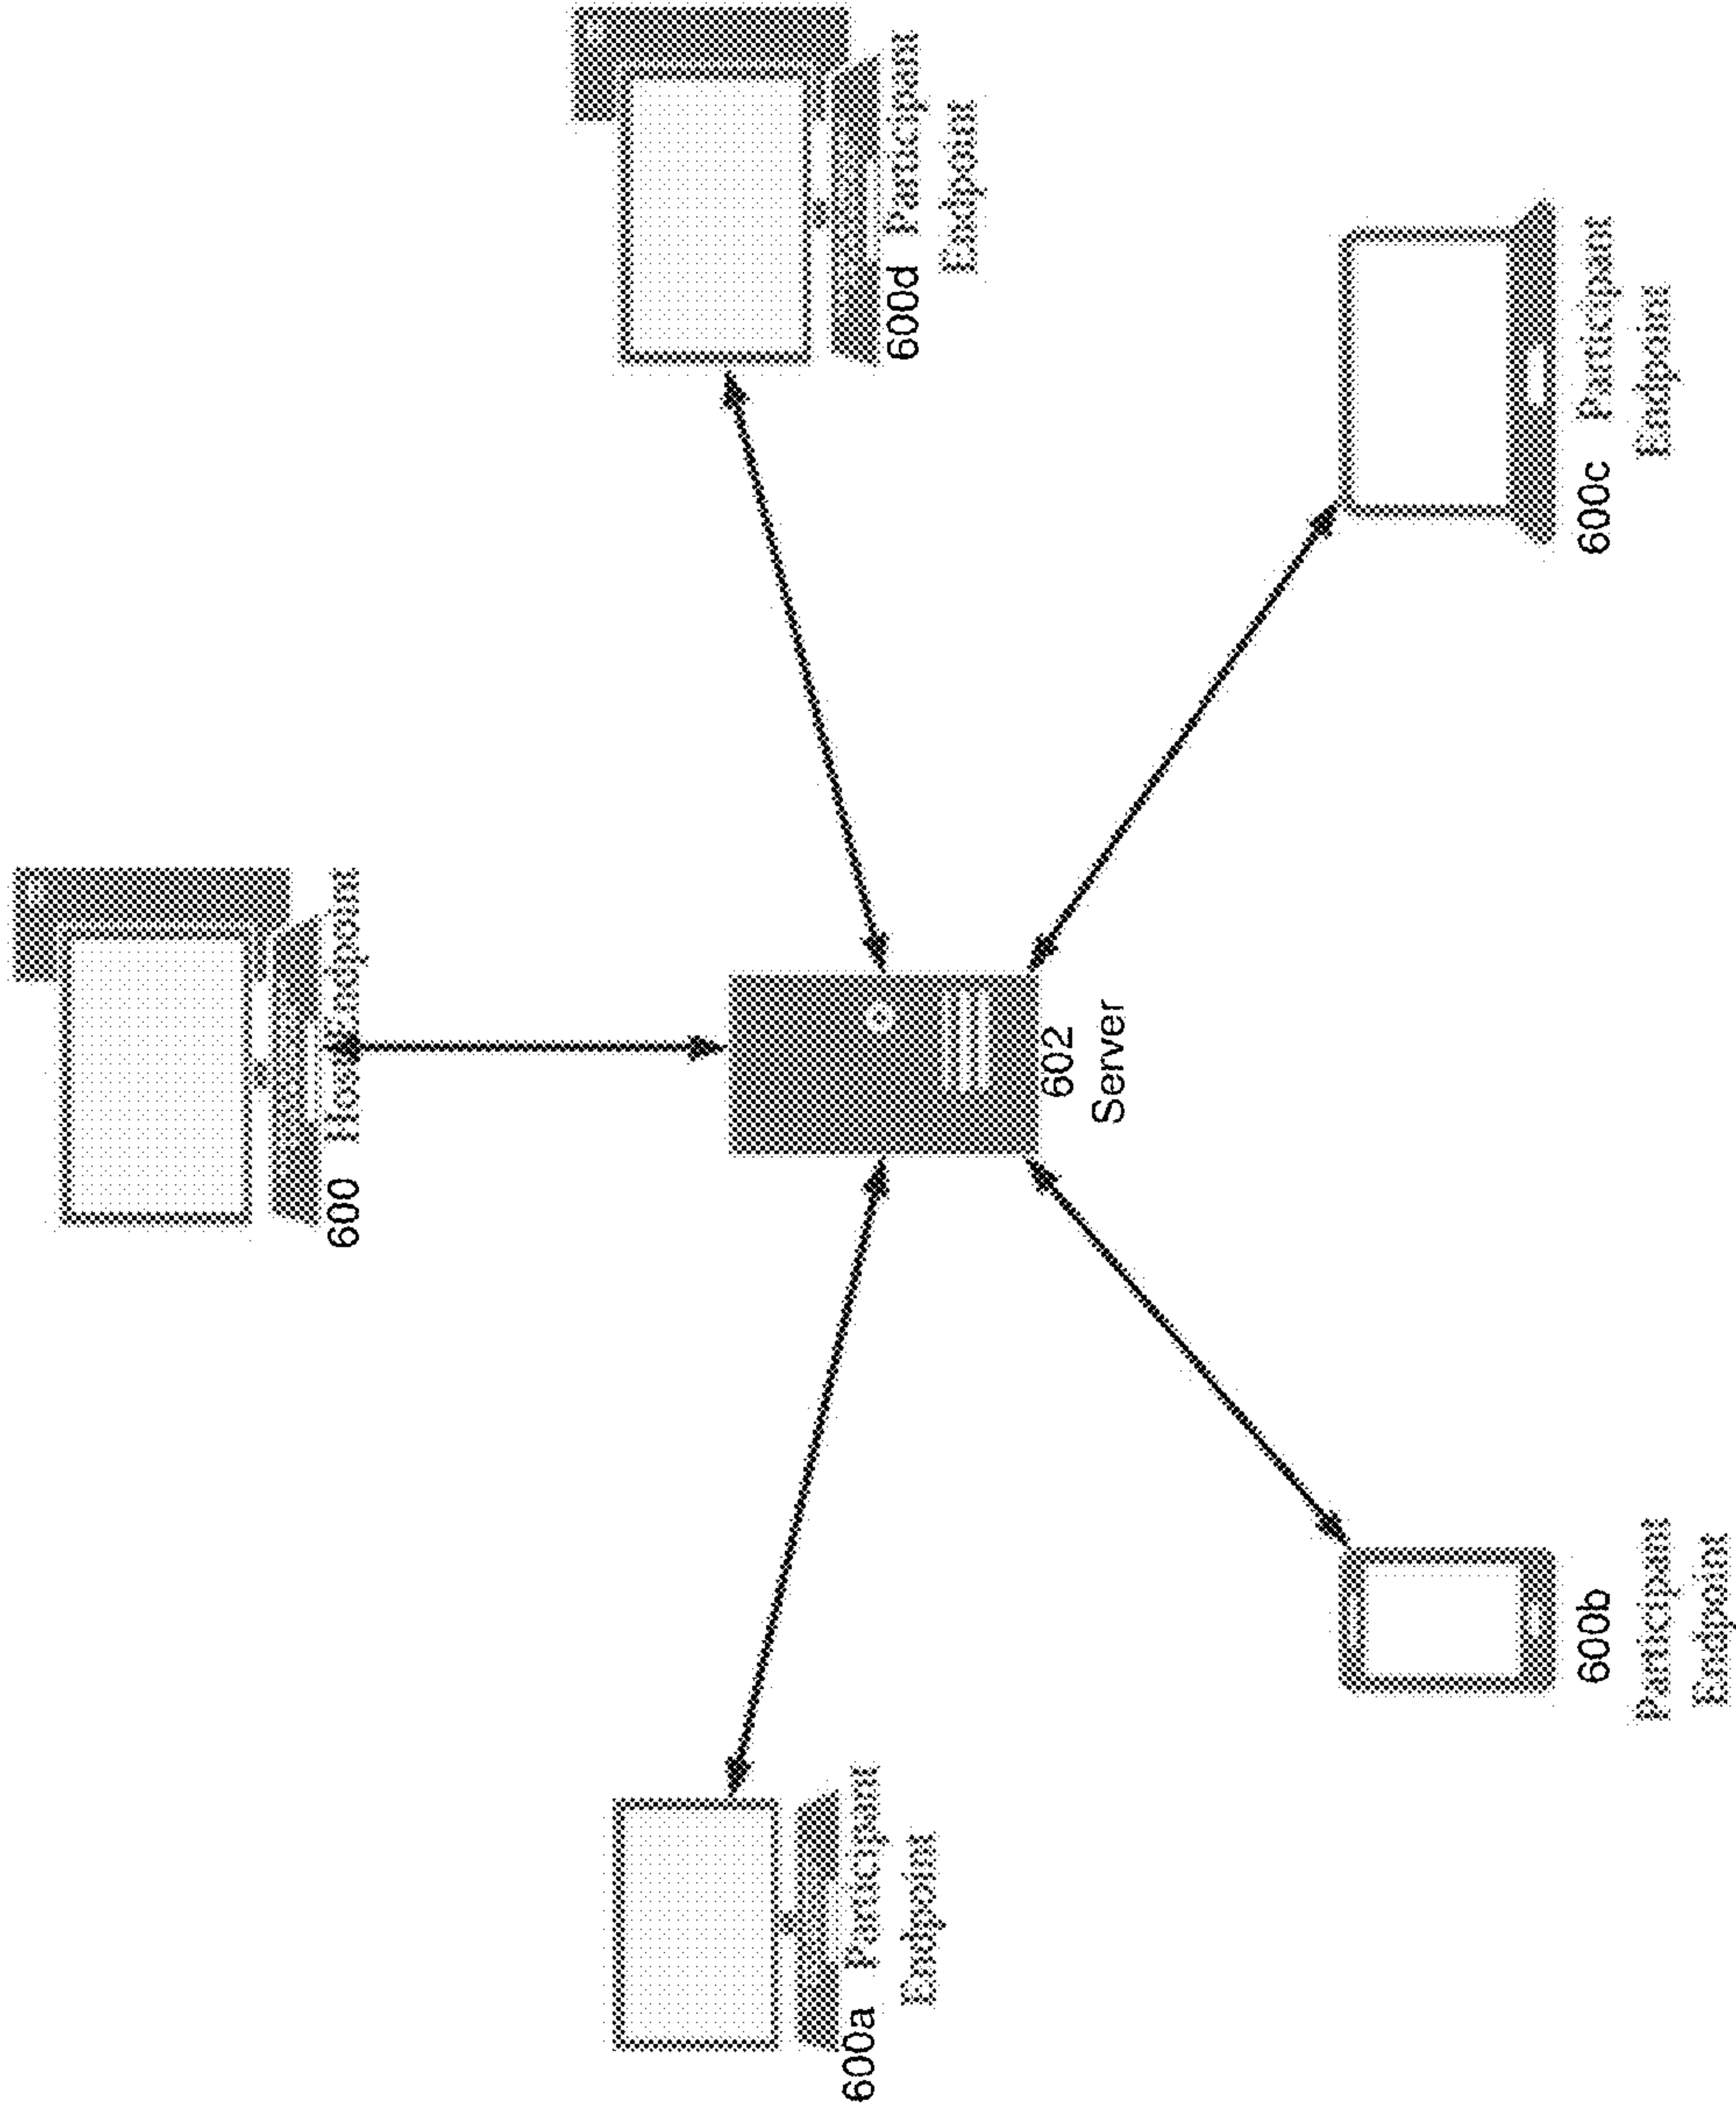 600 Host Endpoint
600a Participant
Endpoint
602
Server
600d Participant
Endpoint
600b
Participant
Endpoint
600c Participant
Endpoint